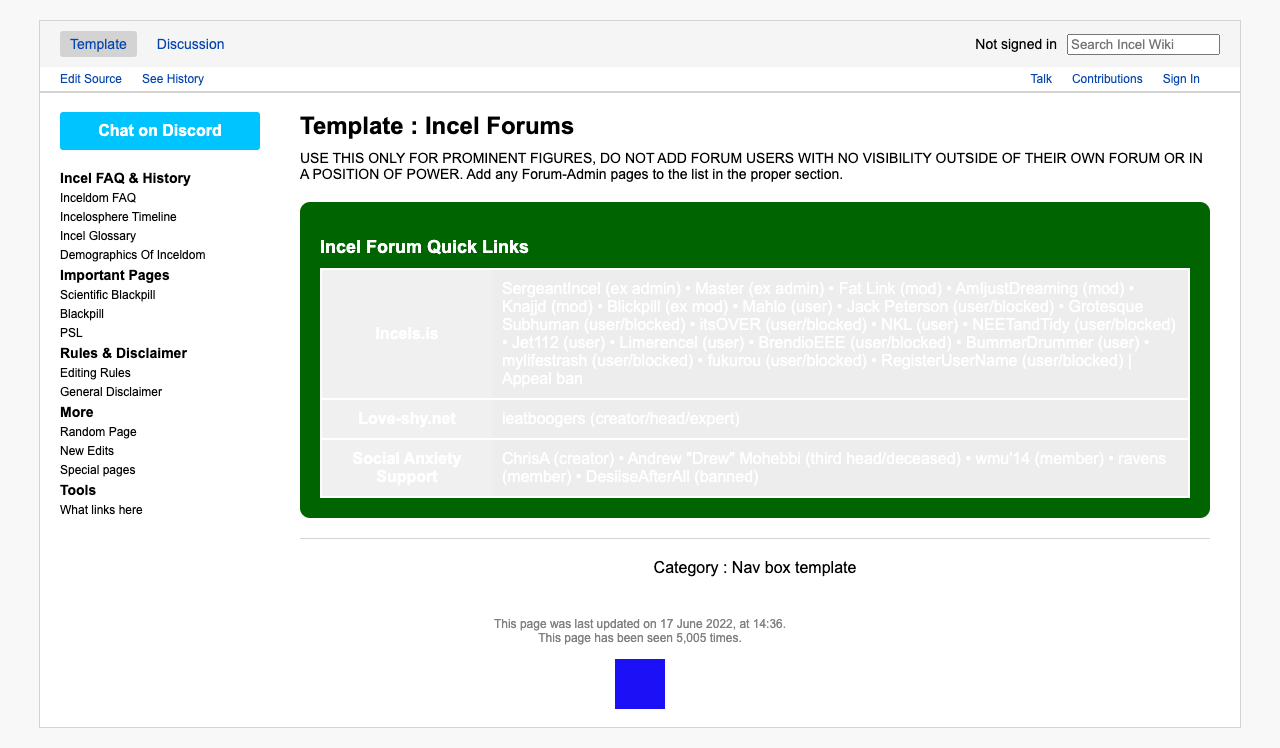 Template Discussion Not signed in Search Incel Wiki
Edit Source See History Talk Contributions Sign In
Chat on Discord
Incel FAQ & History
Inceldom FAQ
Incelosphere Timeline
Incel Glossary
Demographics Of Inceldom
Important Pages
Scientific Blackpill
Blackpill
PSL
Rules & Disclaimer
Editing Rules
General Disclaimer
More
Random Page
New Edits
Special pages
Tools
What links here
Template : Incel Forums
USE THIS ONLY FOR PROMINENT FIGURES, DO NOT ADD FORUM USERS WITH NO VISIBILITY OUTSIDE OF THEIR OWN FORUM OR IN
A POSITION OF POWER. Add any Forum-Admin pages to the list in the proper section.
Incel Forum Quick Links
Incels.is
SergeantIncel (ex admin) • Master (ex admin) • Fat Link (mod) • AmIjustDreaming (mod) •
Knajjd (mod) • Blickpill (ex mod) • Mahlo (user) • Jack Peterson (user/blocked) • Grotesque
Subhuman (user/blocked) • itsOVER (user/blocked) • NKL (user) • NEETandTidy (user/blocked)
• Jet112 (user) • Limerencel (user) • BrendioEEE (user/blocked) • BummerDrummer (user) •
mylifestrash (user/blocked) • fukurou (user/blocked) • RegisterUserName (user/blocked) |
Appeal ban
Love-shy.net
ieatboogers (creator/head/expert)
Social Anxiety
Support
ChrisA (creator) • Andrew "Drew" Mohebbi (third head/deceased) • wmu'14 (member) • ravens
(member) • DesiiseAfterAll (banned)
Category : Nav box template
This page was last updated on 17 June 2022, at 14:36.
This page has been seen 5,005 times.